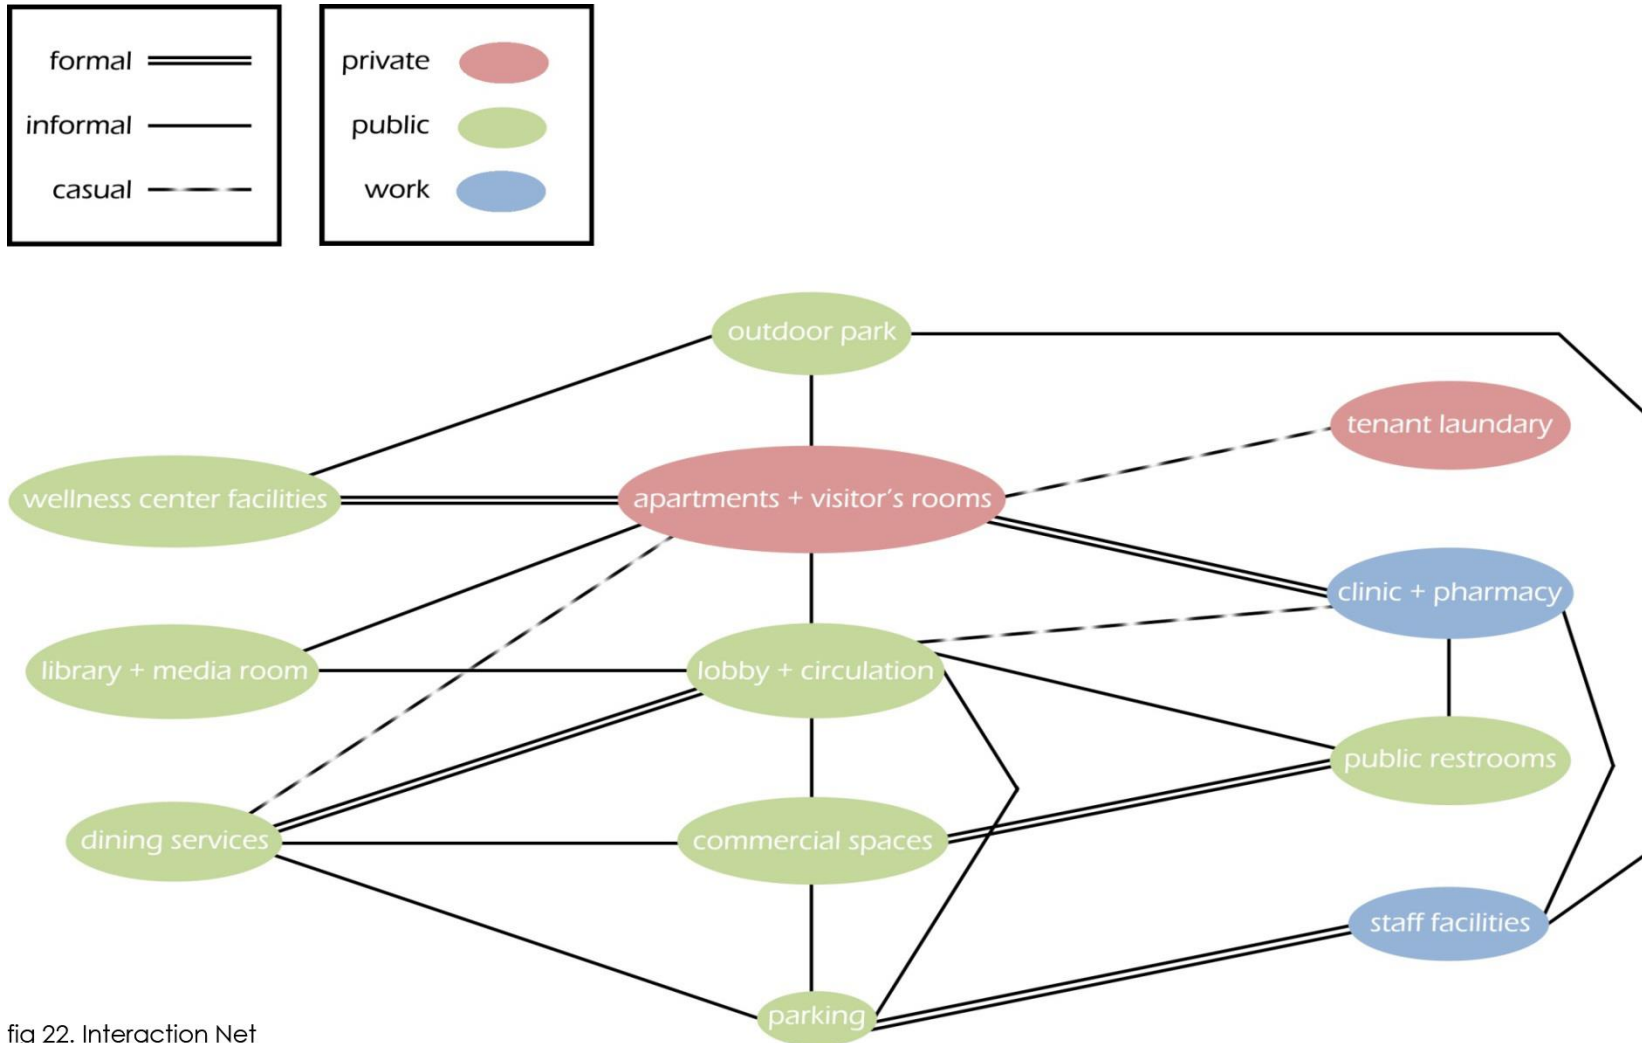 formal
informal
casual
private
public
work
outdoor park
tenant laundary
wellness center facilities
apartments + visitor's rooms
clinic + pharmacy
library + media room
lobby + circulation
public restrooms
dining services
commercial spaces
staff facilities
parking
fig 22. Interaction Net